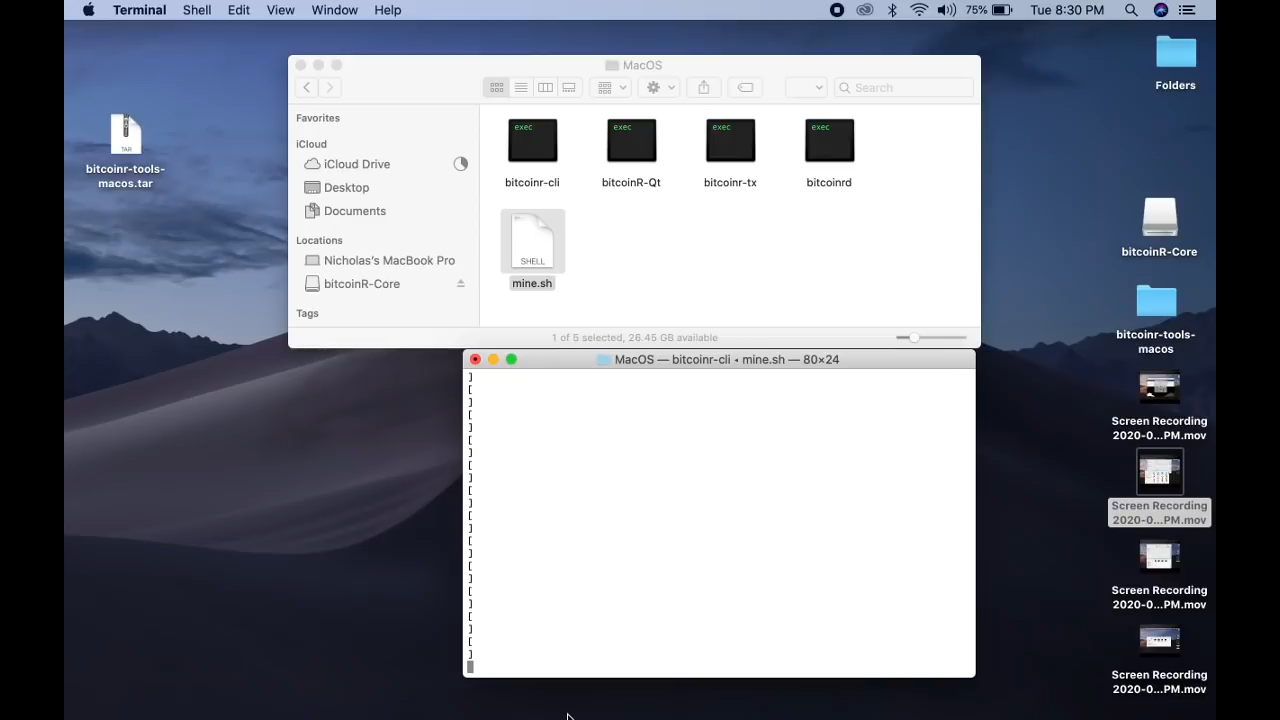 Terminal Shell Edit View Window Help
75% Tue 8:30 PM
MacOS
Search
Favorites
iCloud
iCloud Drive
Desktop
Documents
Locations
Nicholas's MacBook Pro
bitcoinR-Core
Tags
exec exec exec exec
bitcoinr-cli bitcoinR-Qt bitcoinr-tx bitcoinrd
SHELL
mine.sh
1 of 5 selected, 26.45 GB available
MacOS — bitcoinr-cli ◂ mine.sh — 80×24
]
[
]
[
]
[
]
[
]
[
]
[
]
[
]
[
]
[
]
[
]
[
]
TAR
bitcoinr-tools-
macos.tar
Folders
bitcoinR-Core
bitcoinr-tools-
macos
Screen Recording
2020-0...PM.mov
Screen Recording
2020-0...PM.mov
Screen Recording
2020-0...PM.mov
Screen Recording
2020-0...PM.mov